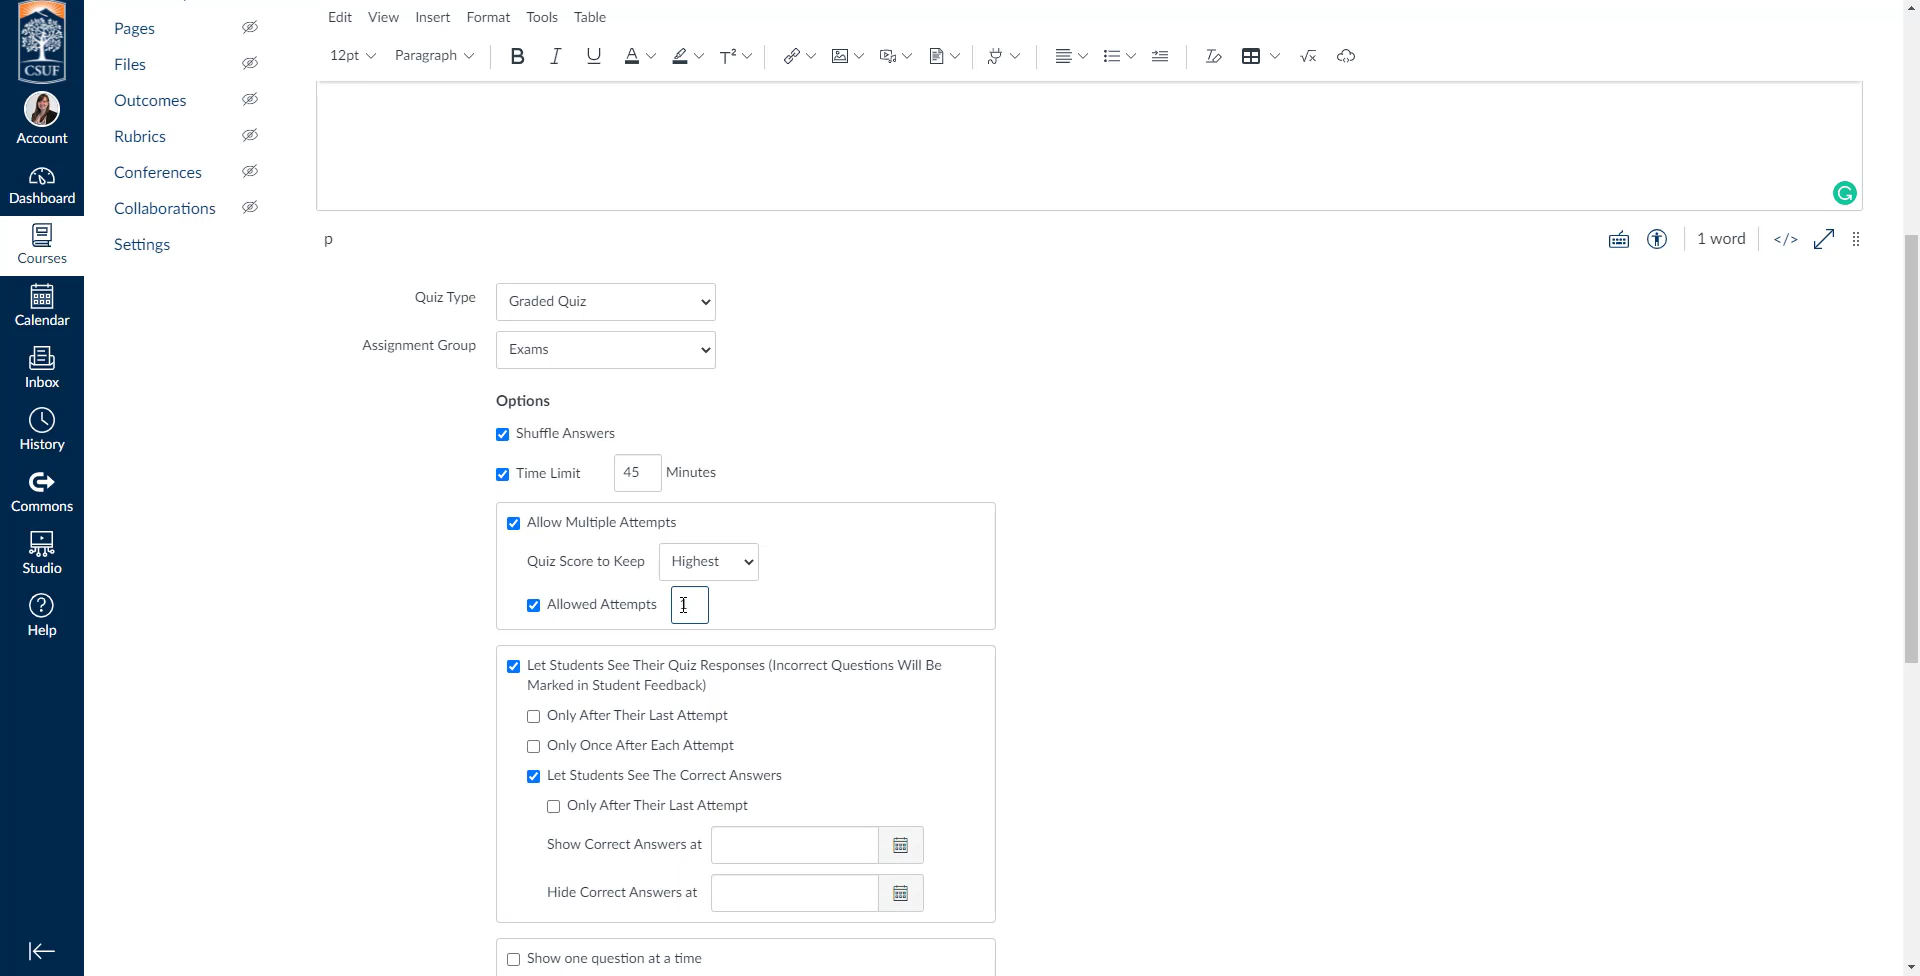 CSUF
Account
Dashboard
Courses
Calendar
Inbox
History
Commons
Studio
Help
Pages
Files
Outcomes
Rubrics
Conferences
Collaborations
Settings
Edit View Insert Format Tools Table
12pt Paragraph B I U A T²
p 1 word </>
Quiz Type Graded Quiz
Assignment Group Exams
Options
Shuffle Answers
Time Limit 45 Minutes
Allow Multiple Attempts
Quiz Score to Keep Highest
Allowed Attempts
Let Students See Their Quiz Responses (Incorrect Questions Will Be
Marked in Student Feedback)
Only After Their Last Attempt
Only Once After Each Attempt
Let Students See The Correct Answers
Only After Their Last Attempt
Show Correct Answers at
Hide Correct Answers at
Show one question at a time